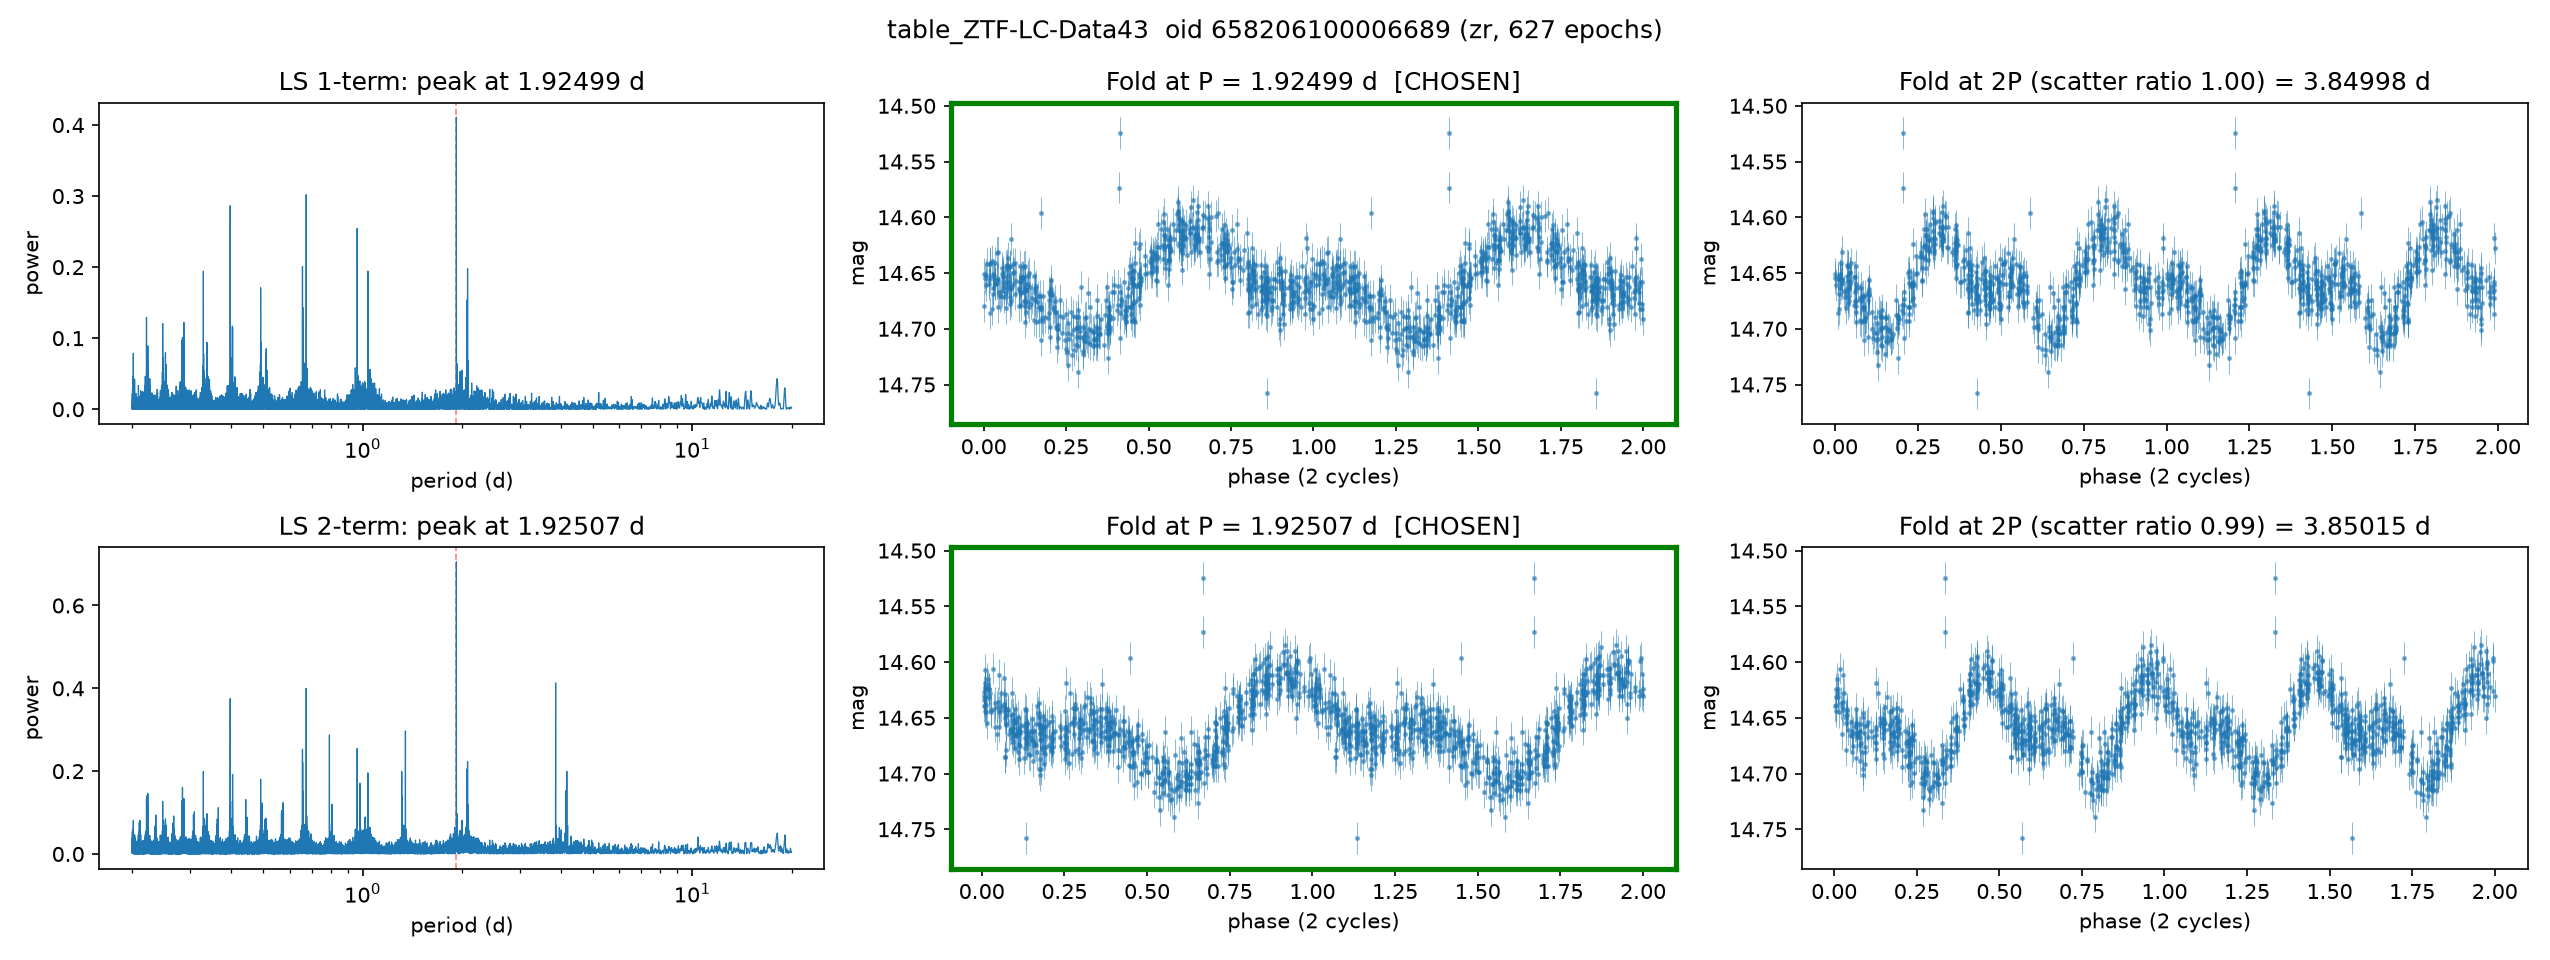 table_ZTF-LC-Data43  oid 658206100006689 (zr, 627 epochs)
LS 1-term: peak at 1.92499 d
power
0.4
0.3
0.2
0.1
0.0
10⁰
10¹
period (d)
Fold at P = 1.92499 d  [CHOSEN]
mag
14.50
14.55
14.60
14.65
14.70
14.75
0.00 0.25 0.50 0.75 1.00 1.25 1.50 1.75 2.00
phase (2 cycles)
Fold at 2P (scatter ratio 1.00) = 3.84998 d
mag
14.50
14.55
14.60
14.65
14.70
14.75
0.00 0.25 0.50 0.75 1.00 1.25 1.50 1.75 2.00
phase (2 cycles)
LS 2-term: peak at 1.92507 d
power
0.6
0.4
0.2
0.0
10⁰
10¹
period (d)
Fold at P = 1.92507 d  [CHOSEN]
mag
14.50
14.55
14.60
14.65
14.70
14.75
0.00 0.25 0.50 0.75 1.00 1.25 1.50 1.75 2.00
phase (2 cycles)
Fold at 2P (scatter ratio 0.99) = 3.85015 d
mag
14.50
14.55
14.60
14.65
14.70
14.75
0.00 0.25 0.50 0.75 1.00 1.25 1.50 1.75 2.00
phase (2 cycles)